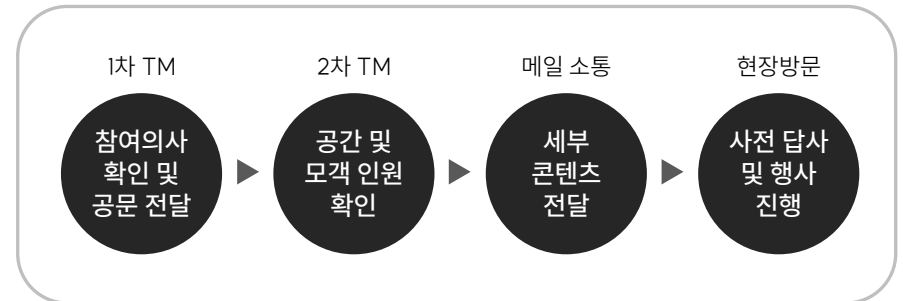 1차 TM
참여의사
확인 및
공문 전달
2차 TM
공간 및
모객 인원
확인
메일 소통
세부
콘텐츠
전달
현장방문
사전 답사
및 행사
진행